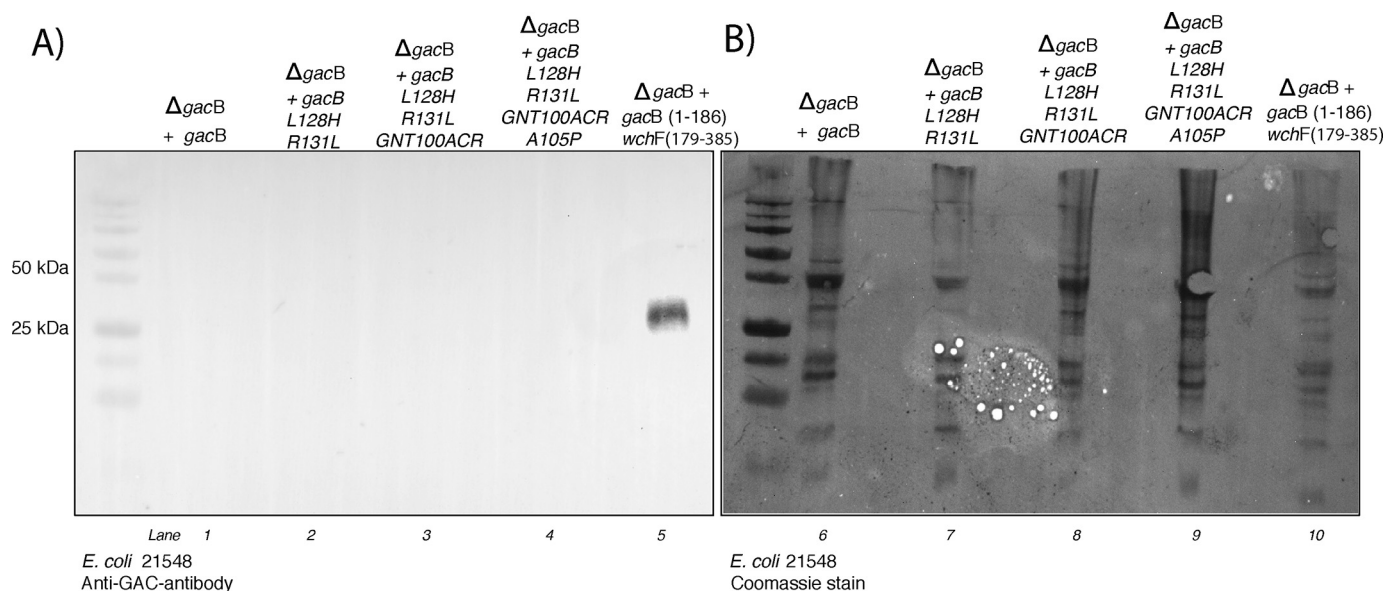 A)
ΔgacB
+ gacB
ΔgacB
+ gacB
L128H
R131L
ΔgacB
+ gacB
L128H
R131L
GNT100ACR
ΔgacB
+ gacB
L128H
R131L
GNT100ACR
A105P
ΔgacB +
gacB (1-186)
wchF(179-385)
50 kDa
25 kDa
Lane 1 2 3 4 5
E. coli 21548
Anti-GAC-antibody
B)
ΔgacB
+ gacB
ΔgacB
+ gacB
L128H
R131L
ΔgacB
+ gacB
L128H
R131L
GNT100ACR
ΔgacB
+ gacB
L128H
R131L
GNT100ACR
A105P
ΔgacB +
gacB (1-186)
wchF(179-385)
6 7 8 9 10
E. coli 21548
Coomassie stain